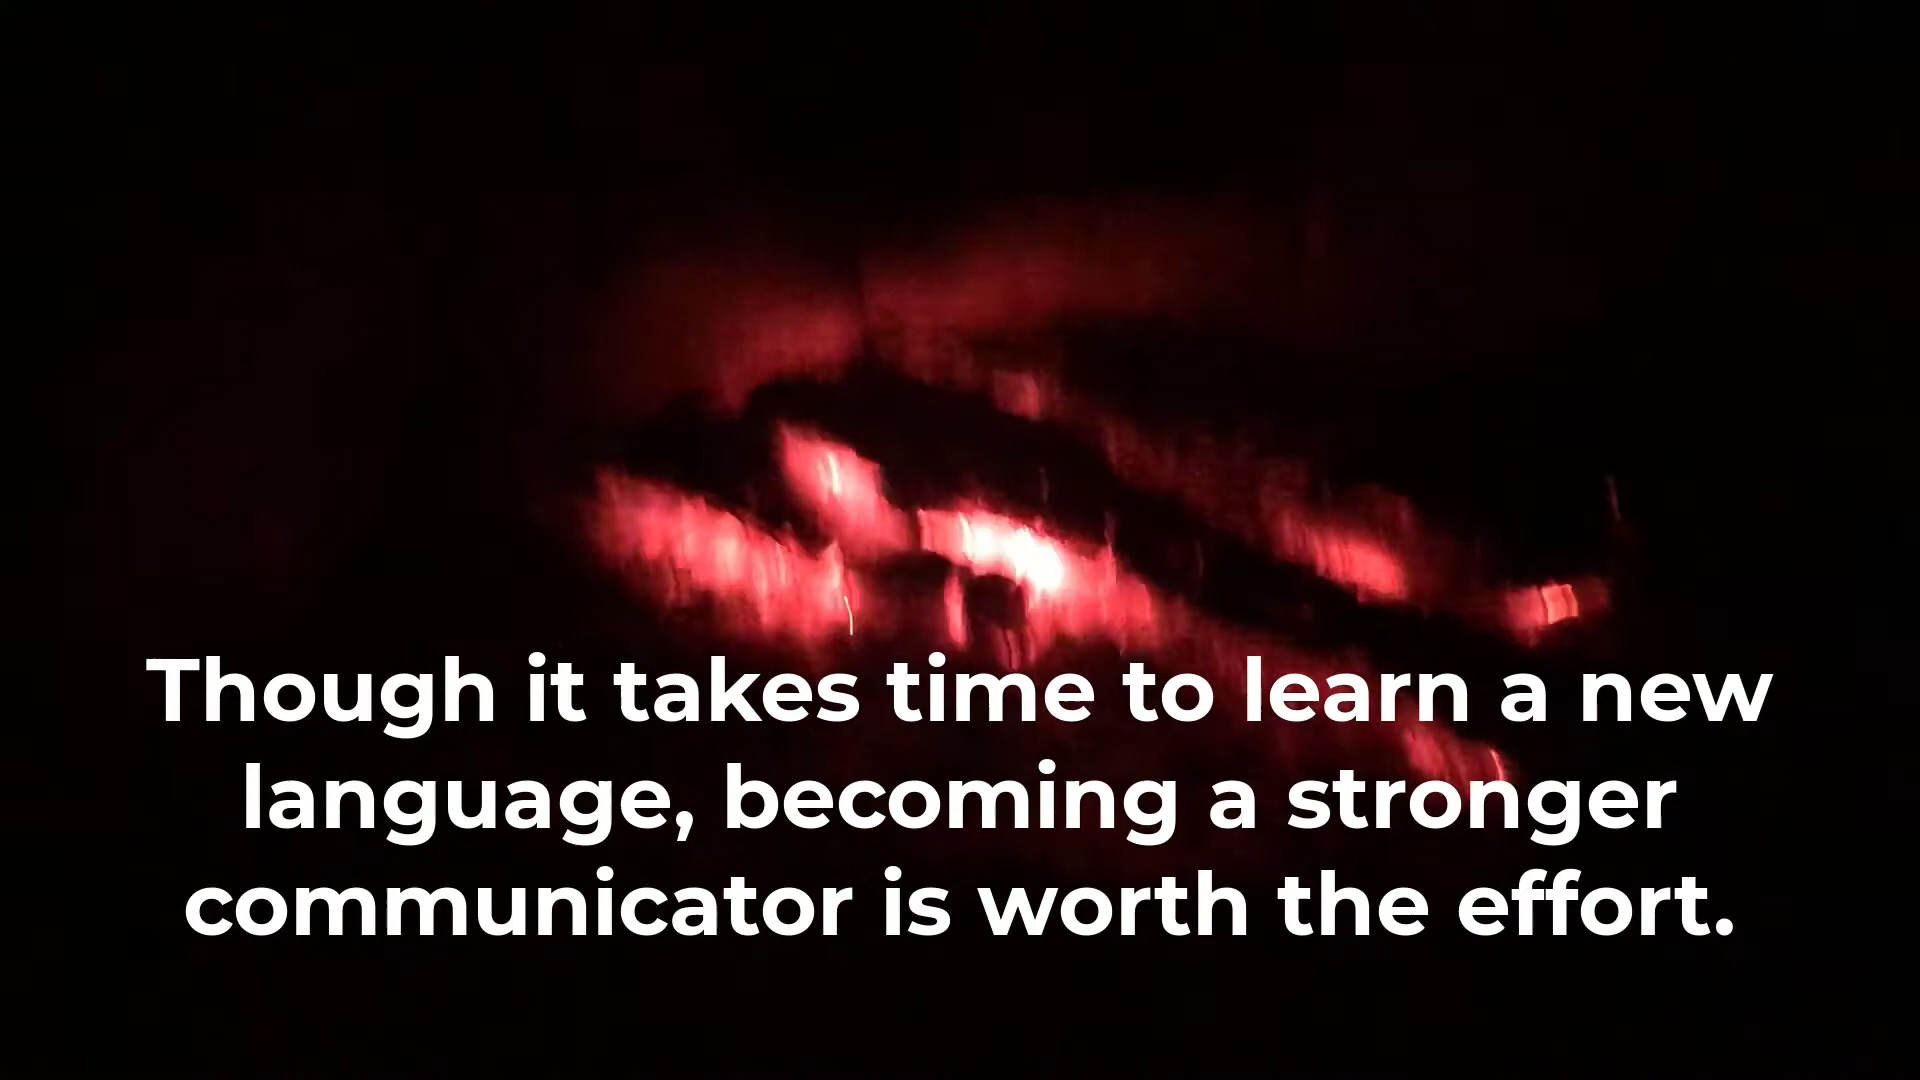 Though it takes time to learn a new
language, becoming a stronger
communicator is worth the effort.